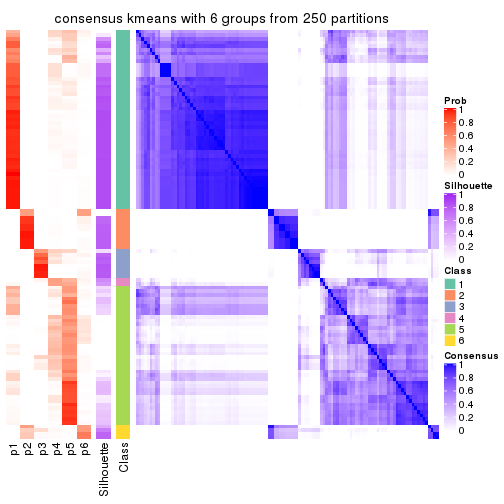 consensus kmeans with 6 groups from 250 partitions
Prob
1
0.8
0.6
0.4
0.2
0
Silhouette
1
0.8
0.6
0.4
0.2
0
Class
1
2
3
4
5
6
Consensus
1
0.8
0.6
0.4
0.2
0
p1
p2
p3
p4
p5
p6
Silhouette
Class